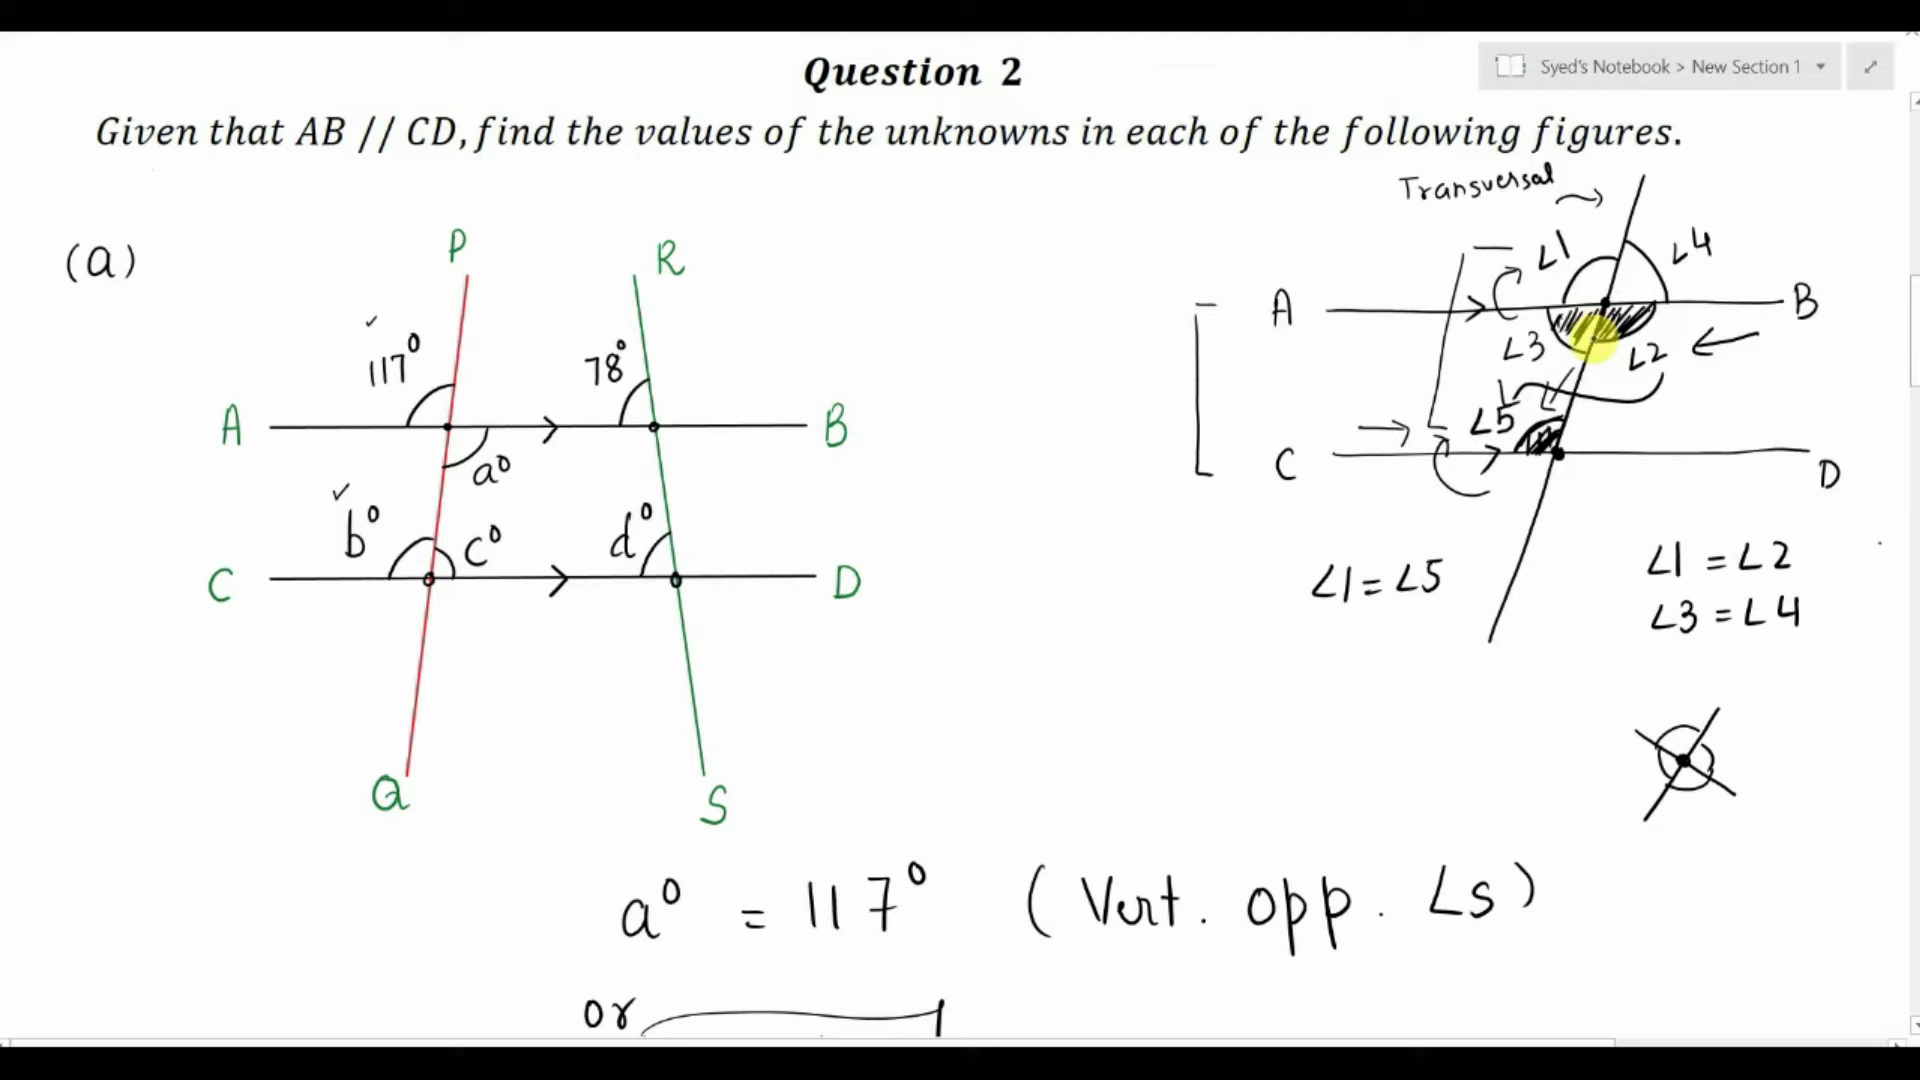 Question 2
Syed's Notebook > New Section 1
Given that AB // CD, find the values of the unknowns in each of the following figures.
Transversal
(a)
P
R
∠1
∠4
117°
78°
A
B
A
B
∠3
∠2
a°
∠5
C
D
b°
c°
d°
C
D
∠1 = ∠5
∠1 = ∠2
∠3 = ∠4
Q
S
a° = 117° (Vert. opp. ∠s)
or